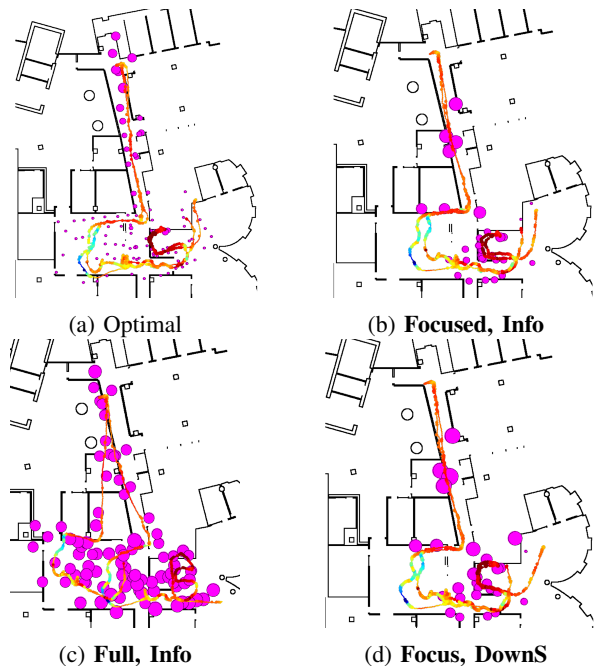 (a) Optimal
(b) Focused, Info
(c) Full, Info
(d) Focus, DownS